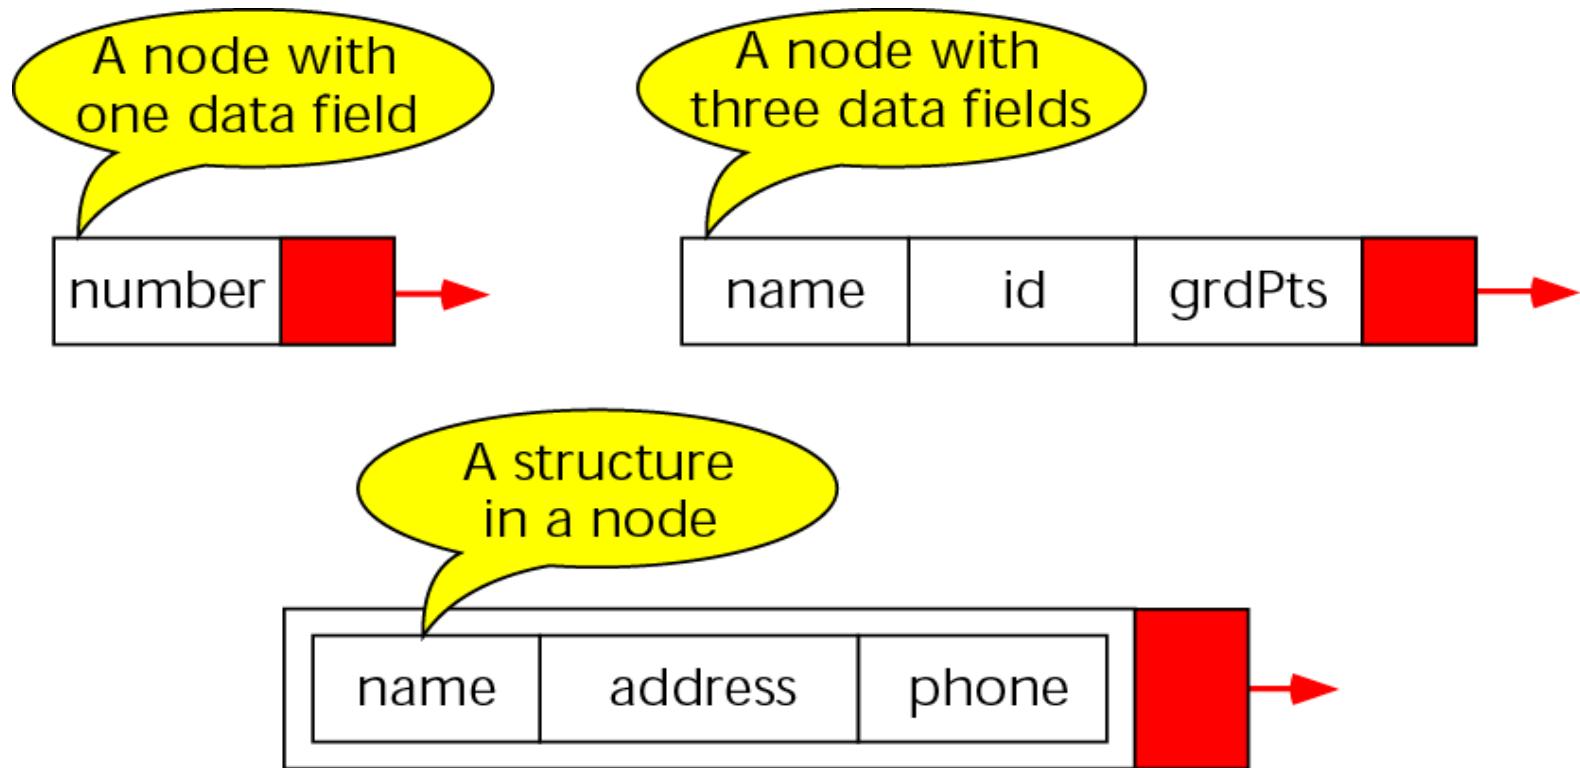 A node with
one data field
A node with
three data fields
number
name id grdPts
A structure
in a node
name address phone